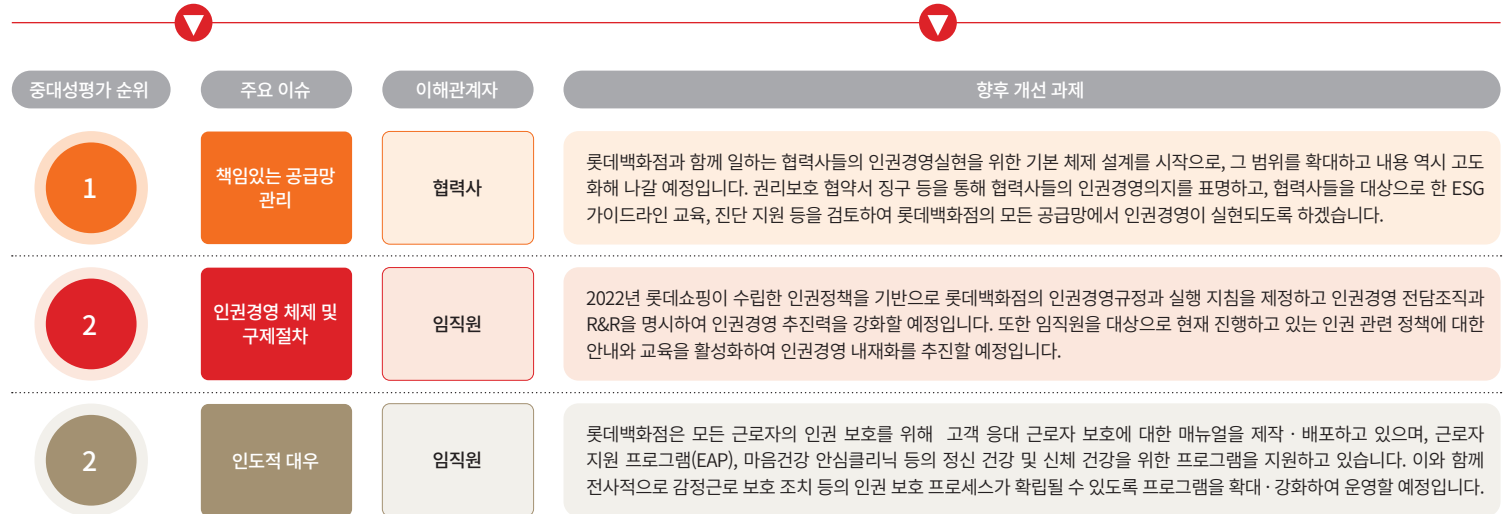 중대성평가 순위
주요 이슈
이해관계자
향후 개선 과제
1
책임있는 공급망
관리
협력사
롯데백화점과 함께 일하는 협력사들의 인권경영실현을 위한 기본 체제 설계를 시작으로, 그 범위를 확대하고 내용 역시 고도
화해 나갈 예정입니다. 권리보호 협약서 징구 등을 통해 협력사들의 인권경영의지를 표명하고, 협력사들을 대상으로 한 ESG
가이드라인 교육, 진단 지원 등을 검토하여 롯데백화점의 모든 공급망에서 인권경영이 실현되도록 하겠습니다.
2
인권경영 체제 및
구제절차
임직원
2022년 롯데쇼핑이 수립한 인권정책을 기반으로 롯데백화점의 인권경영규정과 실행 지침을 제정하고 인권경영 전담조직과
R&R을 명시하여 인권경영 추진력을 강화할 예정입니다. 또한 임직원을 대상으로 현재 진행하고 있는 인권 관련 정책에 대한
안내와 교육을 활성화하여 인권경영 내재화를 추진할 예정입니다.
2
인도적 대우
임직원
롯데백화점은 모든 근로자의 인권 보호를 위해 고객 응대 근로자 보호에 대한 매뉴얼을 제작 · 배포하고 있으며, 근로자
지원 프로그램(EAP), 마음건강 안심클리닉 등의 정신 건강 및 신체 건강을 위한 프로그램을 지원하고 있습니다. 이와 함께
전사적으로 감정근로 보호 조치 등의 인권 보호 프로세스가 확립될 수 있도록 프로그램을 확대 · 강화하여 운영할 예정입니다.